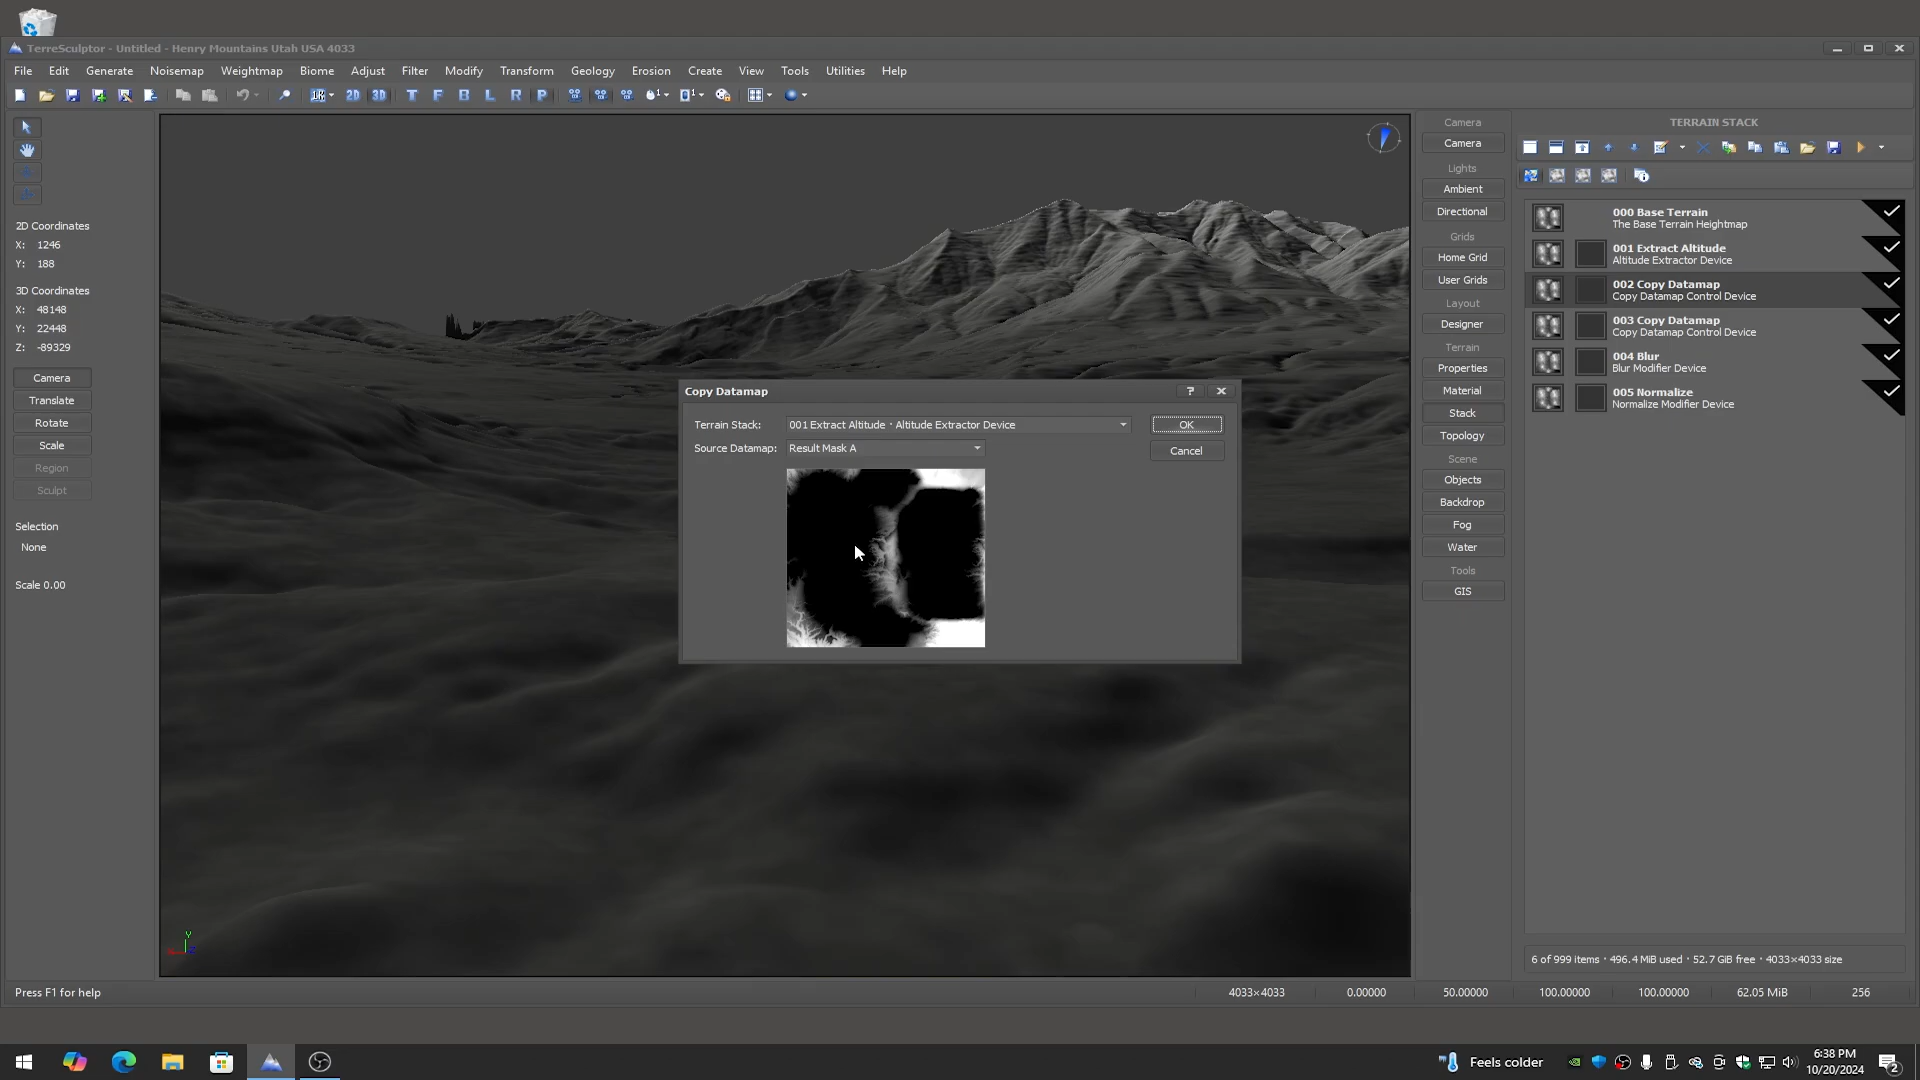 TerreSculptor - Untitled - Henry Mountains Utah USA 4033
File Edit Generate Noisemap Weightmap Biome Adjust Filter Modify Transform Geology Erosion Create View Tools Utilities Help
2D 3D T F B L R P
2D Coordinates
X: 1246
Y: 188
3D Coordinates
X: 48148
Y: 22448
Z: -89329
Camera
Translate
Rotate
Scale
Region
Sculpt
Selection
None
Scale 0.00
Y
Copy Datamap
?
Terrain Stack: 001 Extract Altitude · Altitude Extractor Device
OK
Source Datamap: Result Mask A
Cancel
Camera
Camera
Lights
Ambient
Directional
Grids
Home Grid
User Grids
Layout
Designer
Terrain
Properties
Material
Stack
Topology
Scene
Objects
Backdrop
Fog
Water
Tools
GIS
TERRAIN STACK
000 Base Terrain
The Base Terrain Heightmap
001 Extract Altitude
Altitude Extractor Device
002 Copy Datamap
Copy Datamap Control Device
003 Copy Datamap
Copy Datamap Control Device
004 Blur
Blur Modifier Device
005 Normalize
Normalize Modifier Device
6 of 999 items · 496.4 MiB used · 52.7 GiB free · 4033×4033 size
Press F1 for help
4033×4033 0.00000 50.00000 100.00000 100.00000 62.05 MiB 256
Feels colder
6:38 PM
10/20/2024
2